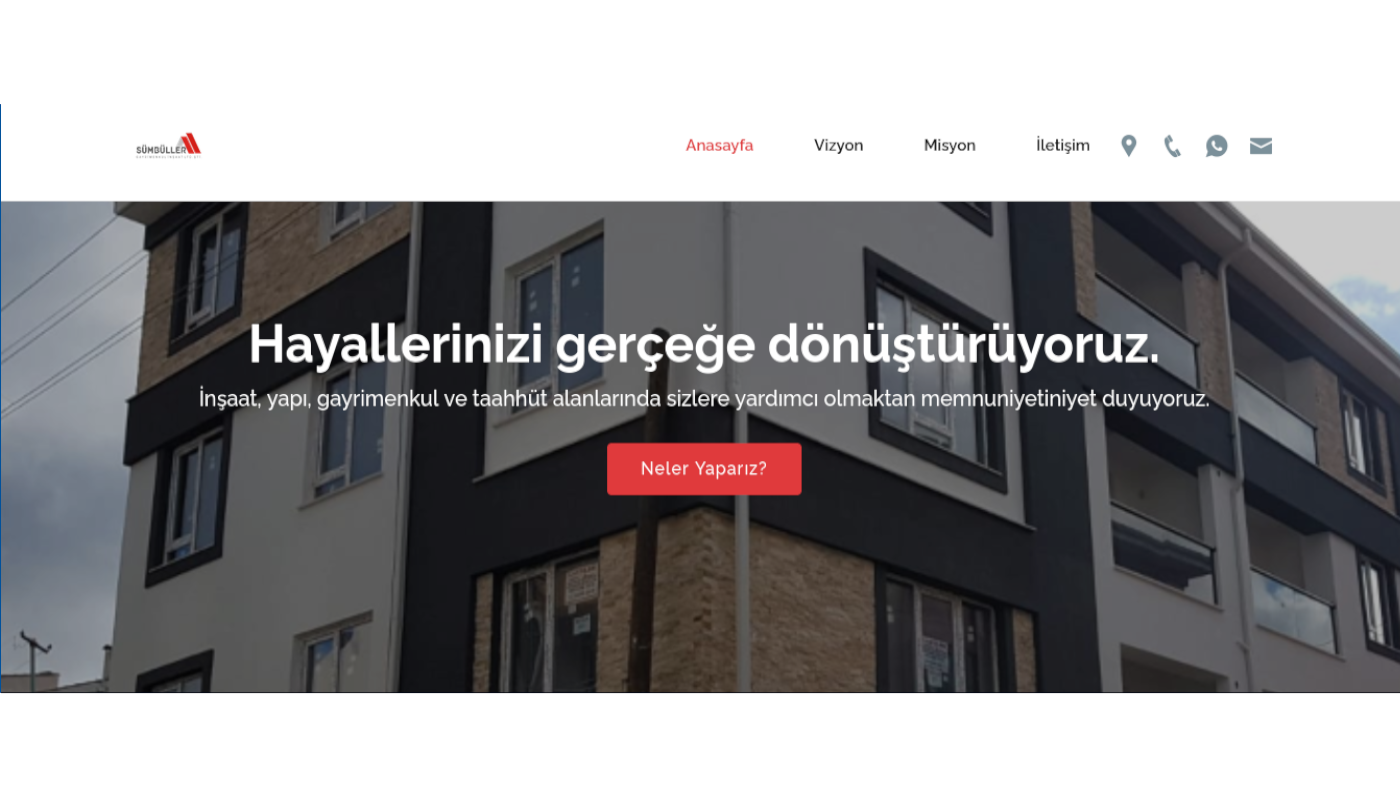 SÜMBÜLLER
Anasayfa
Vizyon
Misyon
İletişim
Hayallerinizi gerçeğe dönüştürüyoruz.
İnşaat, yapı, gayrimenkul ve taahhüt alanlarında sizlere yardımcı olmaktan memnuniyetiniyet duyuyoruz.
Neler Yaparız?